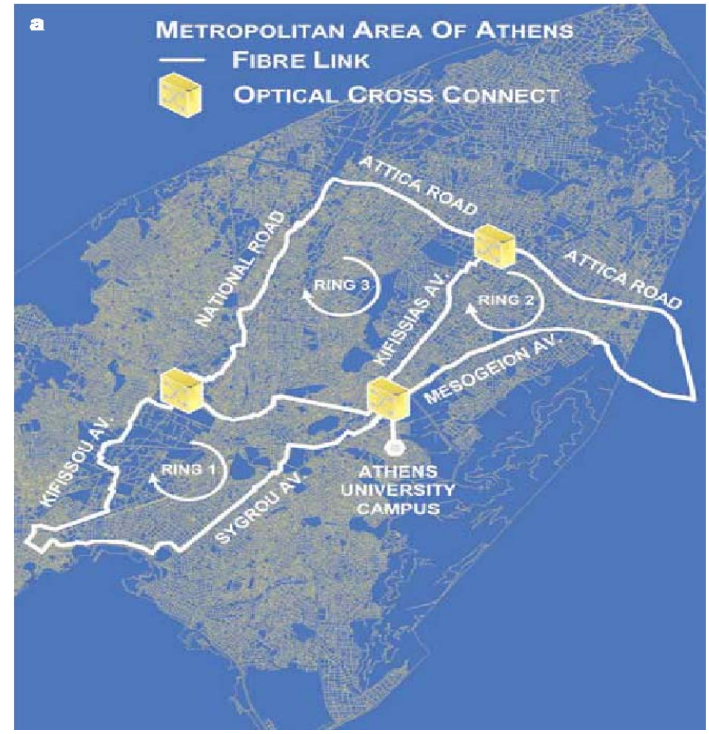 a
METROPOLITAN AREA OF ATHENS
FIBRE LINK
OPTICAL CROSS CONNECT
ATTICA ROAD
NATIONAL ROAD
RING 3
KIFISSIAS AV.
RING 2
ATTICA ROAD
MESOGEION AV.
KIFISSOU AV.
RING 1
SYGROU AV.
ATHENS
UNIVERSITY
CAMPUS